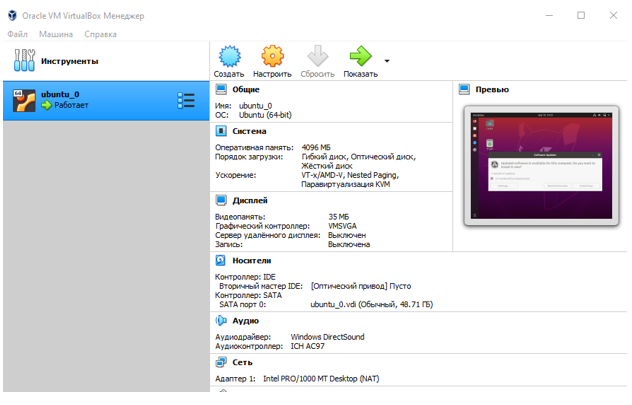 Oracle VM VirtualBox Менеджер
Файл Машина Справка
Инструменты
Создать Настроить Сбросить Показать
64
ubuntu_0
Работает
Общие
Имя: ubuntu_0
ОС: Ubuntu (64-bit)
Система
Оперативная память: 4096 МБ
Порядок загрузки: Гибкий диск, Оптический диск,
Жёсткий диск
Ускорение: VT-x/AMD-V, Nested Paging,
Паравиртуализация KVM
Дисплей
Видеопамять: 35 МБ
Графический контроллер: VMSVGA
Сервер удалённого дисплея: Выключен
Запись: Выключена
Носители
Контроллер: IDE
Вторичный мастер IDE: [Оптический привод] Пусто
Контроллер: SATA
SATA порт 0: ubuntu_0.vdi (Обычный, 48.71 ГБ)
Аудио
Аудиодрайвер: Windows DirectSound
Аудиоконтроллер: ICH AC97
Сеть
Адаптер 1: Intel PRO/1000 MT Desktop (NAT)
Превью